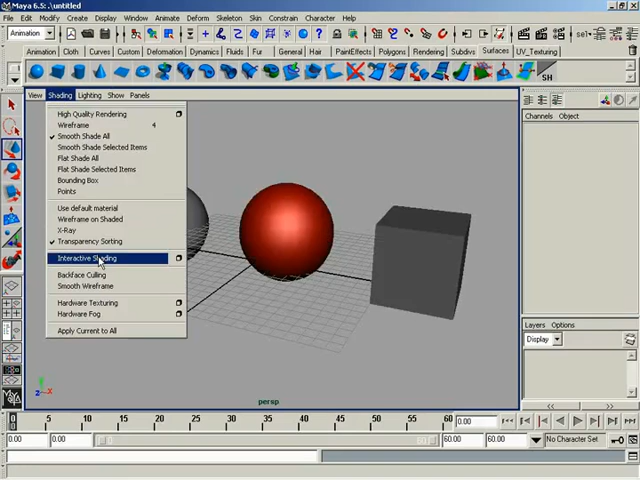 Maya 6.5: .\untitled
File Edit Modify Create Display Window Animate Deform Skeleton Skin Constrain Character Help
Animation sel
Animation Cloth Curves Custom Deformation Dynamics Fluids Fur General Hair PaintEffects Polygons Rendering Subdivs Surfaces UV_Texturing
SH
View Shading Lighting Show Panels
High Quality Rendering
Wireframe 4
Smooth Shade All
Smooth Shade Selected Items
Flat Shade All
Flat Shade Selected Items
Bounding Box
Points
Use default material
Wireframe on Shaded
X-Ray
Transparency Sorting
Interactive Shading
Backface Culling
Smooth Wireframe
Hardware Texturing
Hardware Fog
Apply Current to All
Channels Object
Layers Options
Display
persp
y
z x
5 10 15 20 25 30 35 40 45 50 55 60 0.00
0.00 0.00 60.00 60.00 No Character Set